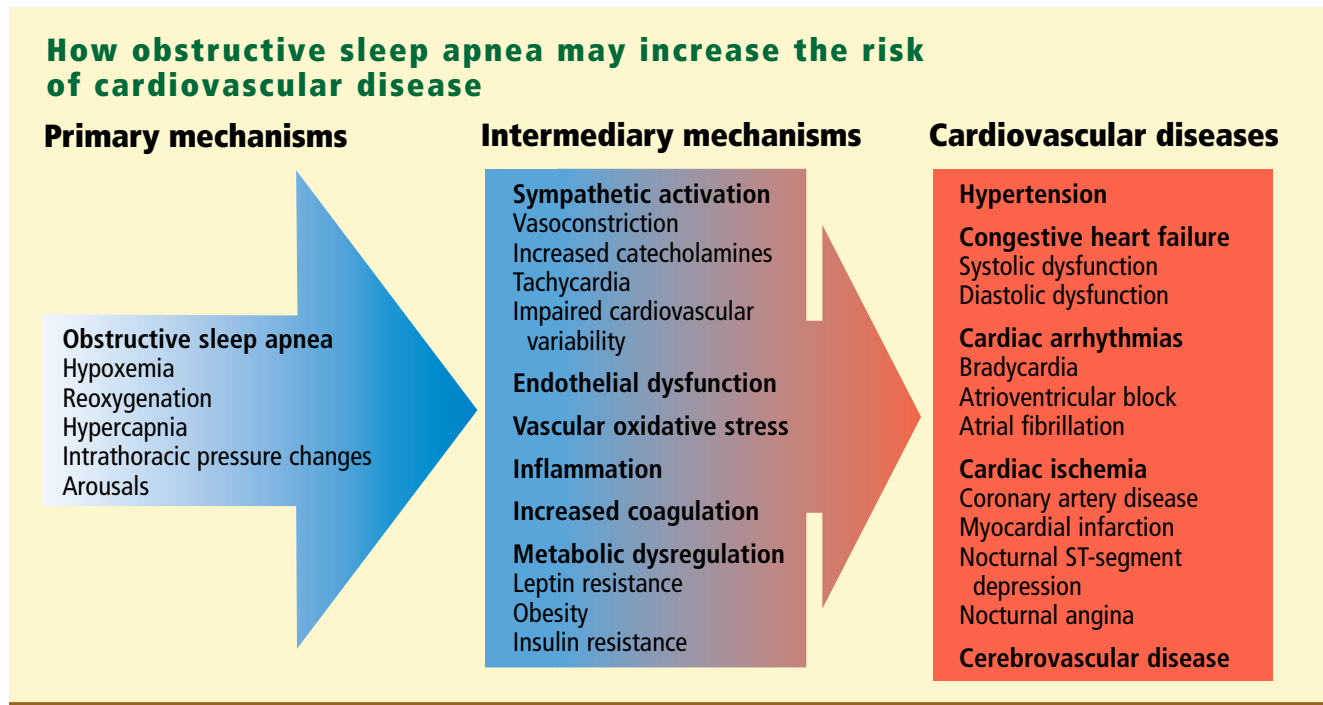 How obstructive sleep apnea may increase the risk
of cardiovascular disease
Primary mechanisms
Obstructive sleep apnea
Hypoxemia
Reoxygenation
Hypercapnia
Intrathoracic pressure changes
Arousals
Intermediary mechanisms
Sympathetic activation
Vasoconstriction
Increased catecholamines
Tachycardia
Impaired cardiovascular
variability
Endothelial dysfunction
Vascular oxidative stress
Inflammation
Increased coagulation
Metabolic dysregulation
Leptin resistance
Obesity
Insulin resistance
Cardiovascular diseases
Hypertension
Congestive heart failure
Systolic dysfunction
Diastolic dysfunction
Cardiac arrhythmias
Bradycardia
Atrioventricular block
Atrial fibrillation
Cardiac ischemia
Coronary artery disease
Myocardial infarction
Nocturnal ST-segment
depression
Nocturnal angina
Cerebrovascular disease